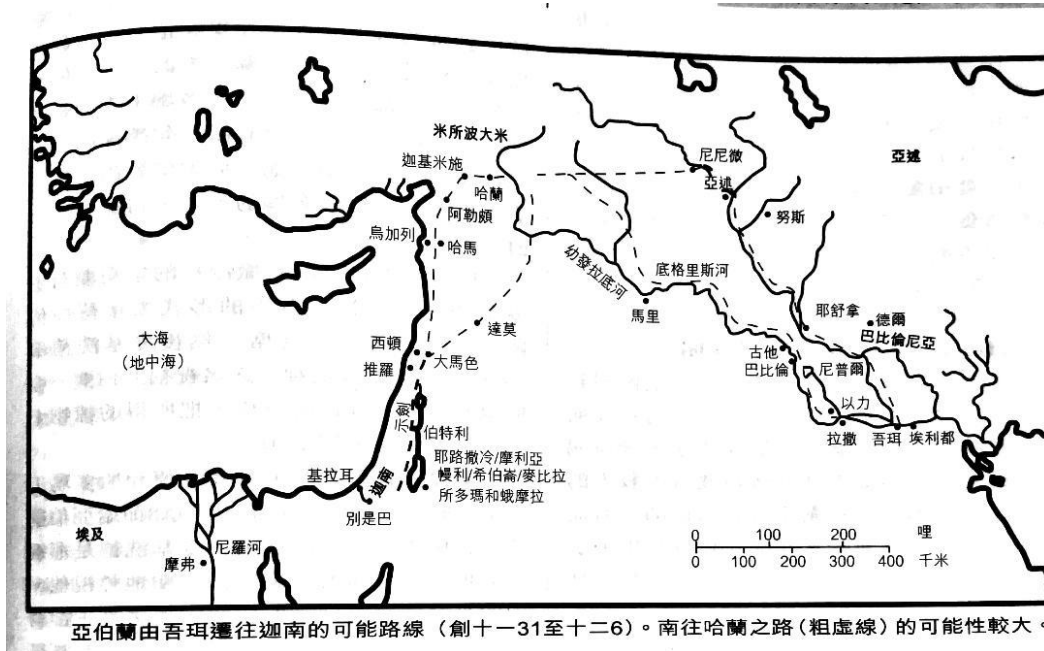 米所波大米
尼尼微
亞述
迦基米施
哈蘭
亞述
阿勒頗
努斯
烏加列
哈馬
幼發拉底河
底格里斯河
馬里
耶舒拿
德爾
巴比倫尼亞
大海
(地中海)
達莫
西頓
大馬色
推羅
古他
巴比倫
尼普爾
示劍
以力
拉撒
吾珥
埃利都
伯特利
耶路撒冷/摩利亞
幔利/希伯崙/麥比拉
所多瑪和蛾摩拉
基拉耳
迦南
別是巴
埃及
尼羅河
摩弗
0 100 200 哩
0 100 200 300 400 千米
亞伯蘭由吾珥遷往迦南的可能路線(創十一31至十二6)。南往哈蘭之路(粗虛線)的可能性較大。